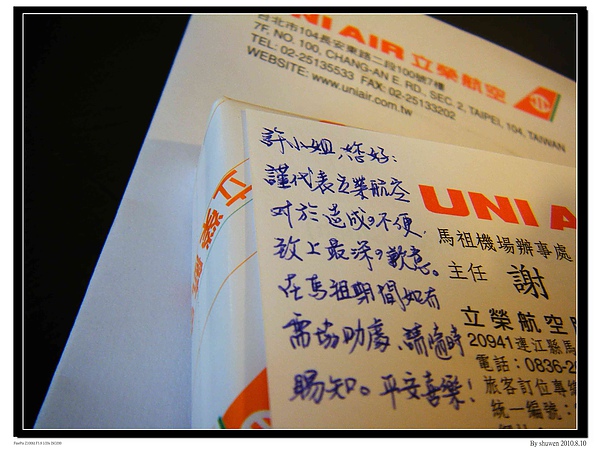 UNI AIR 立榮航空
台北市104長安東路二段100號7樓
7F, NO. 100, CHANG-AN E. RD., SEC. 2, TAIPEI, 104, TAIWAN
TEL: 02-25135533 FAX: 02-25133202
WEBSITE: www.uniair.com.tw
許小姐,您好:
謹代表立榮航空
对於造成的不便,
致上最深的歉意。
在馬祖期間如有
需協助處、請隨時
賜知。平安喜樂!
立榮
UNI A
馬祖機場辦事處
主任 謝
立榮航空
20941連江縣馬
電話:0836-2
旅客訂位專線
統一編號:
By shuwen 2010.8.10